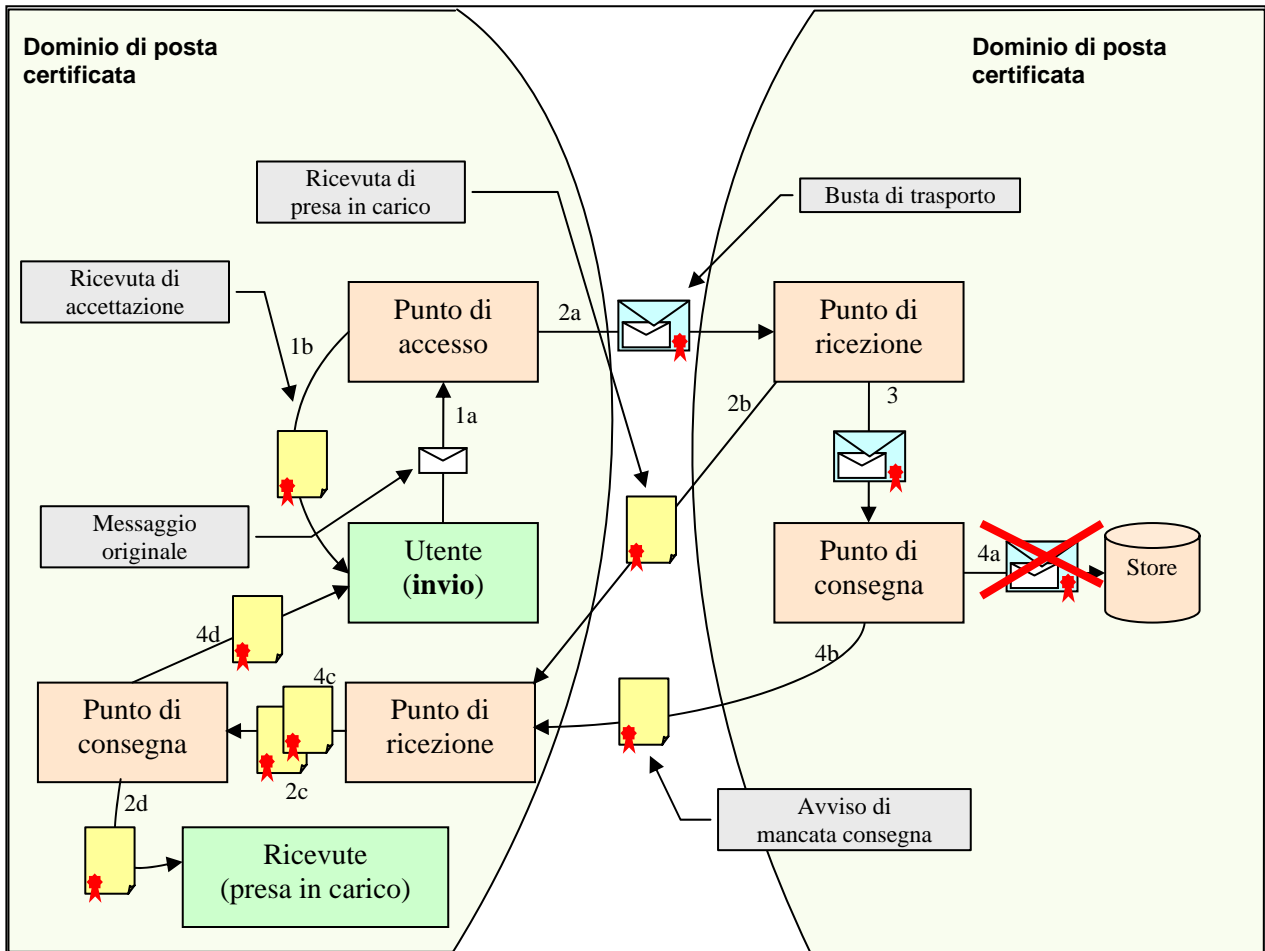 Dominio di posta
certificata
Dominio di posta
certificata
Ricevuta di
presa in carico
Busta di trasporto
Ricevuta di
accettazione
Punto di
accesso
2a
Punto di
ricezione
1b
1a
2b
3
Messaggio
originale
Utente
(invio)
Punto di
consegna
4a
Store
4d
4b
Punto di
consegna
4c
2c
Punto di
ricezione
2d
Avviso di
mancata consegna
Ricevute
(presa in carico)